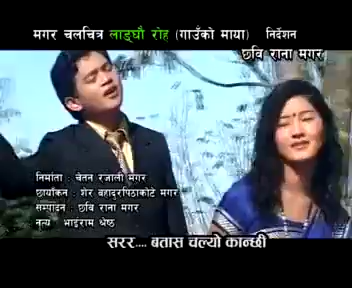 मगर चलचित्र लाङ्घौ रोह (गाउँको माया) निर्देशन
छवि राना मगर
निर्माता : चेतन रजाली मगर
छायाँकन : शेर बहादुरपिठाकोटे मगर
सम्पादन : छवि राना मगर
नृत्य : भाईराम श्रेष्ठ
सरर.... बतास चल्यो कान्छी